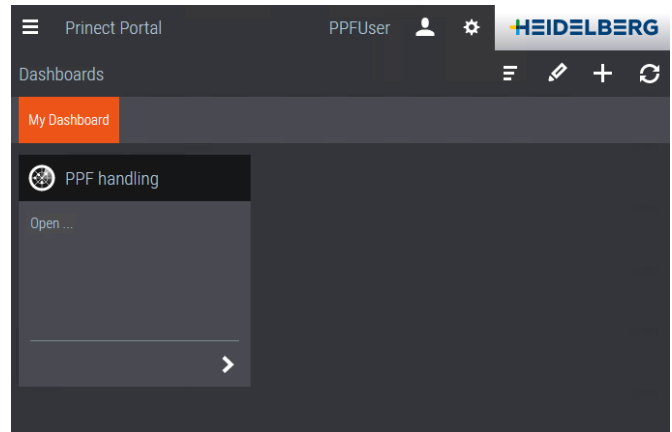 Prinect Portal PPFUser HEIDELBERG
Dashboards
My Dashboard
PPF handling
Open ...